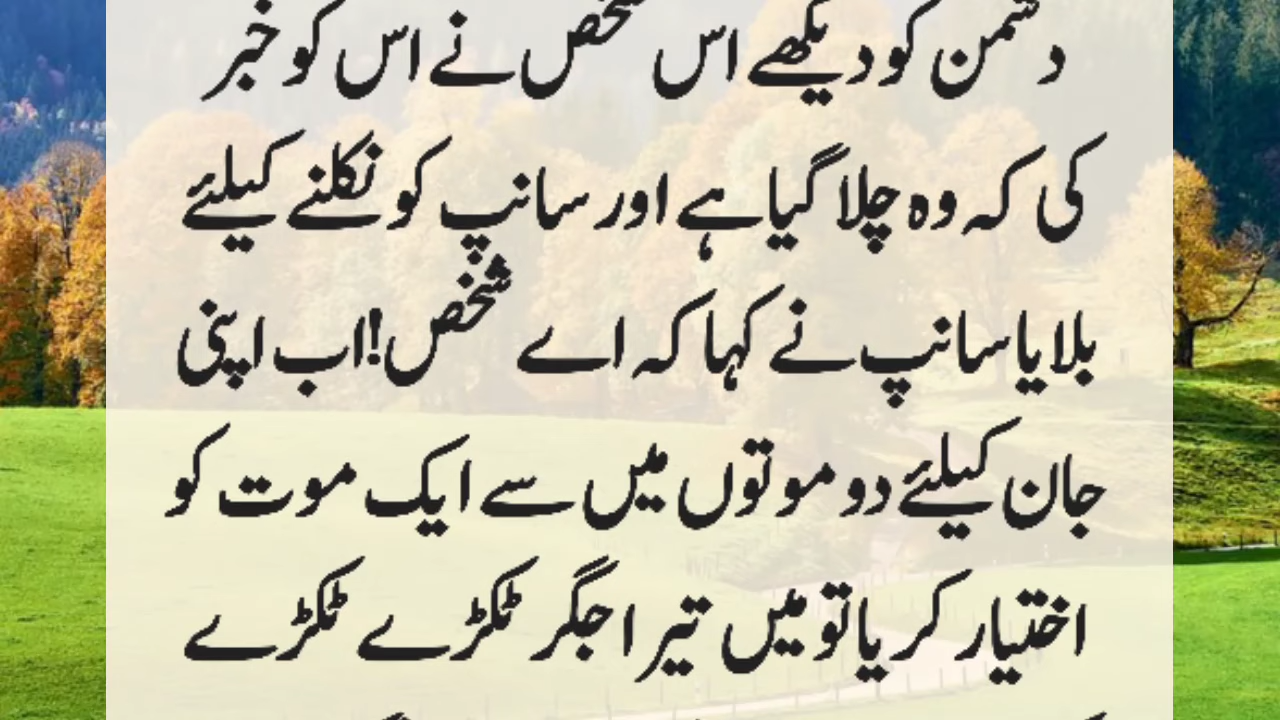 دشمن کو دیکھے اس شخص نے اس کو خبر
کی کہ وہ چلا گیا ہے اور سانپ کو نکلنے کیلئے
بلایا سانپ نے کہا کہ اے شخص! اب اپنی
جان کیلئے دو موتوں میں سے ایک موت کو
اختیار کر یا تو میں تیرا جگر ٹکڑے ٹکڑے